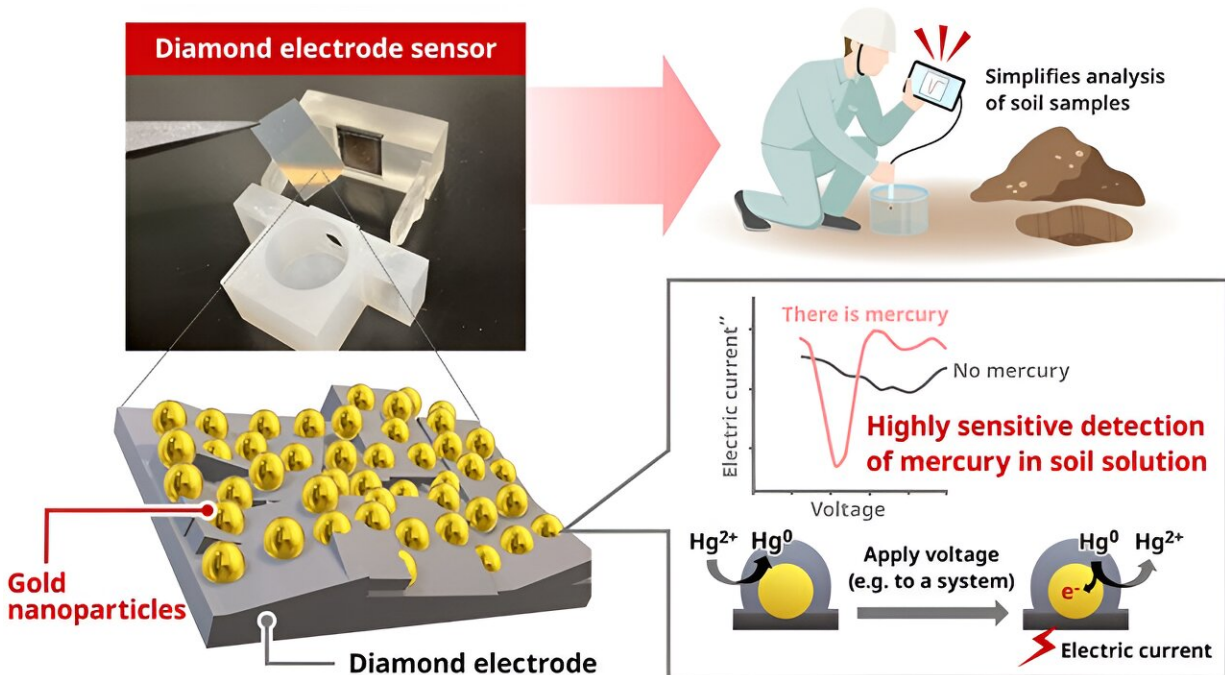 Diamond electrode sensor
Simplifies analysis
of soil samples
Gold
nanoparticles
Diamond electrode
There is mercury
No mercury
Electric current”
Voltage
Highly sensitive detection
of mercury in soil solution
Hg²⁺ Hg⁰
Apply voltage
(e.g. to a system)
Hg⁰ Hg²⁺
e⁻
Electric current